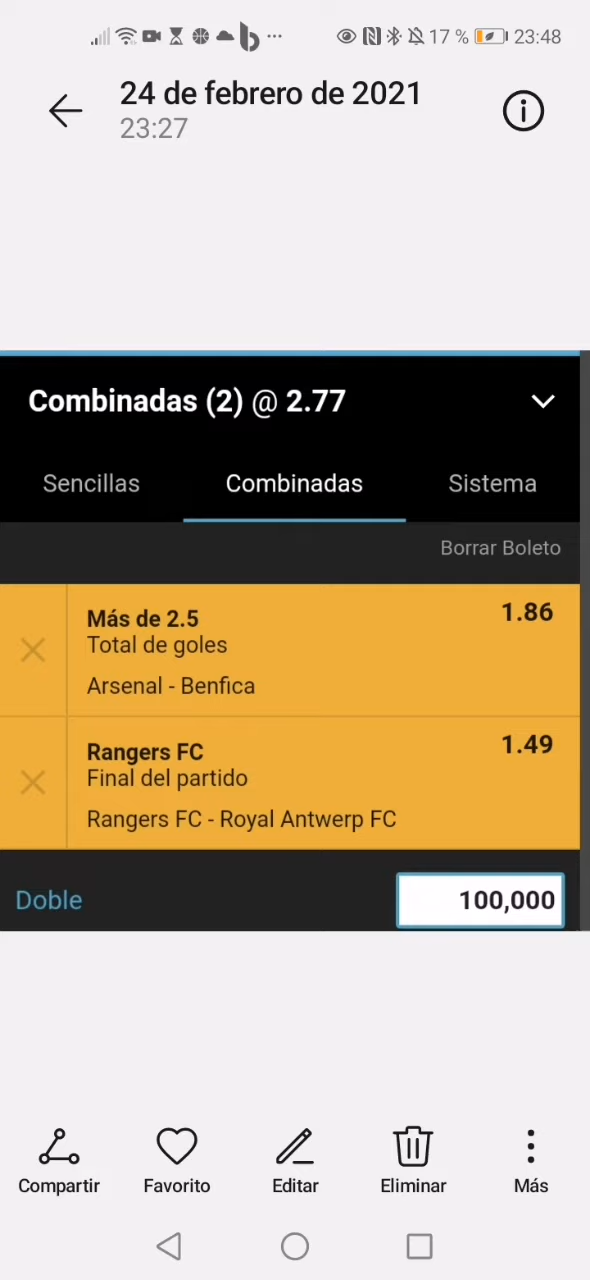 17 % 23:48
24 de febrero de 2021
23:27
Combinadas (2) @ 2.77
Sencillas Combinadas Sistema
Borrar Boleto
Más de 2.5 1.86
Total de goles
Arsenal - Benfica
Rangers FC 1.49
Final del partido
Rangers FC - Royal Antwerp FC
Doble 100,000
Compartir Favorito Editar Eliminar Más